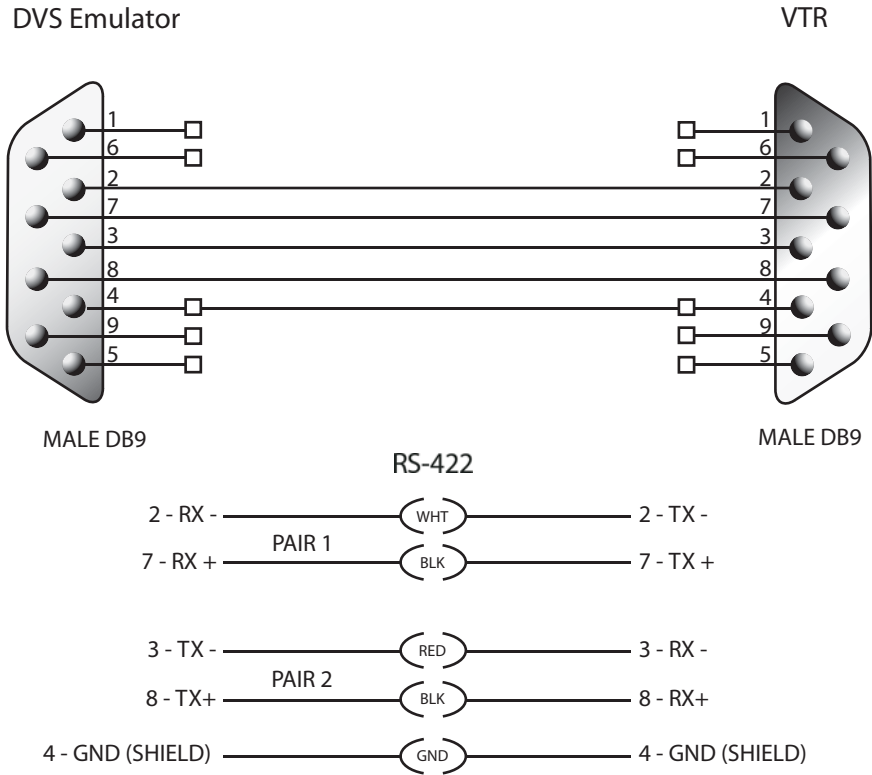 DVS Emulator
VTR
1 1
6 6
2 2
7 7
3 3
8 8
4 4
9 9
5 5
MALE DB9
MALE DB9
RS-422
2 - RX - WHT 2 - TX -
PAIR 1
7 - RX + BLK 7 - TX +
3 - TX - RED 3 - RX -
PAIR 2
8 - TX+ BLK 8 - RX+
4 - GND (SHIELD) GND 4 - GND (SHIELD)